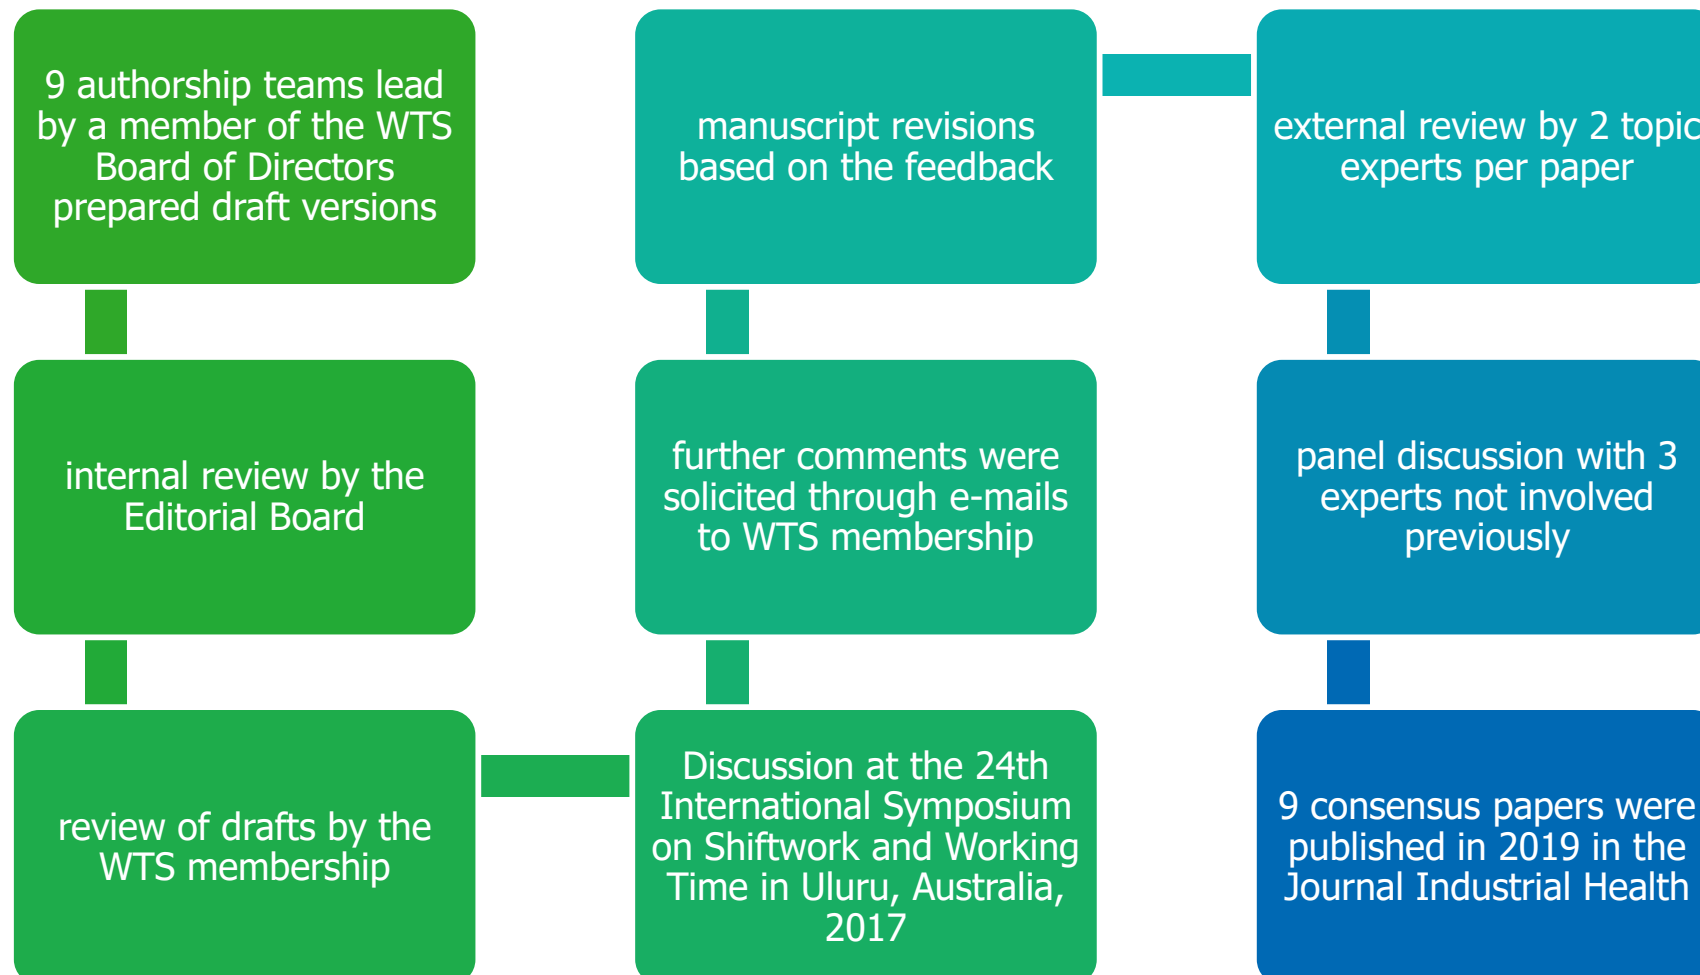 9 authorship teams lead
by a member of the WTS
Board of Directors
prepared draft versions
internal review by the
Editorial Board
review of drafts by the
WTS membership
Discussion at the 24th
International Symposium
on Shiftwork and Working
Time in Uluru, Australia,
2017
further comments were
solicited through e-mails
to WTS membership
manuscript revisions
based on the feedback
external review by 2 topic
experts per paper
panel discussion with 3
experts not involved
previously
9 consensus papers were
published in 2019 in the
Journal Industrial Health